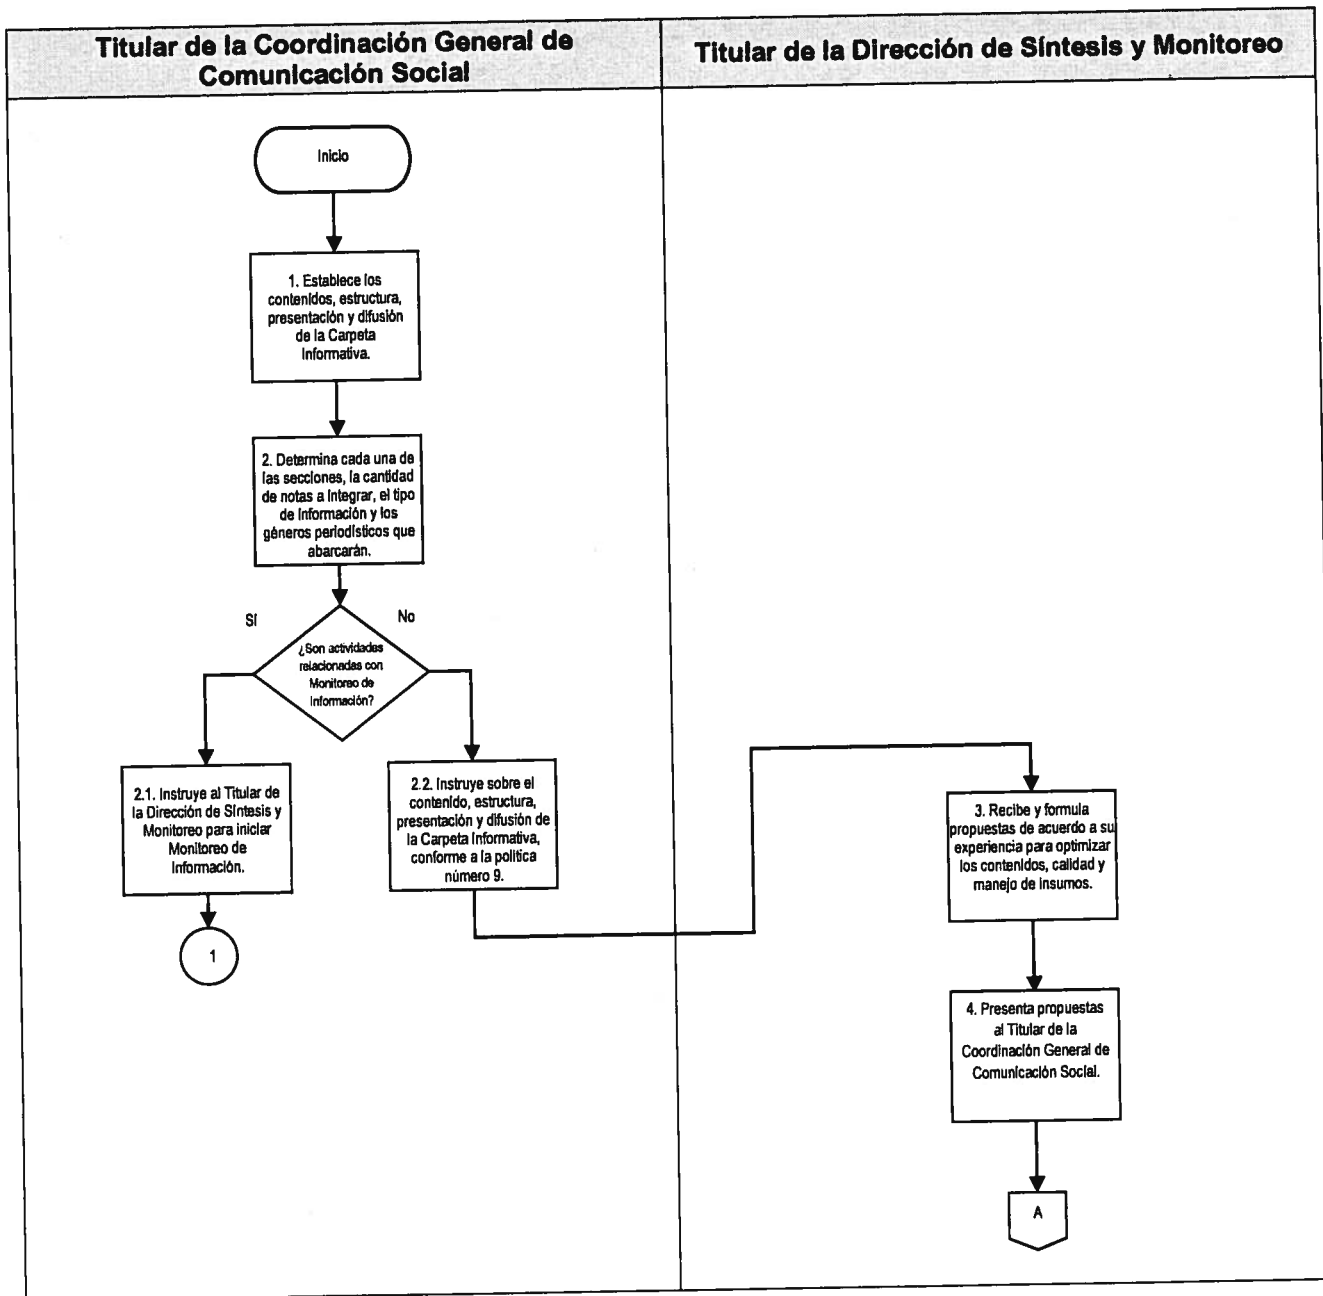 Titular de la Coordinación General de
Comunicación Social
Titular de la Dirección de Síntesis y Monitoreo
Inicio
1. Establece los
contenidos, estructura,
presentación y difusión
de la Carpeta
Informativa.
2. Determina cada una de
las secciones, la cantidad
de notas a integrar, el tipo
de información y los
géneros periodísticos que
abarcarán.
Sí
No
¿Son actividades
relacionadas con
Monitoreo de
Información?
2.1. Instruye al Titular de
la Dirección de Síntesis y
Monitoreo para iniciar
Monitoreo de
Información.
2.2. Instruye sobre el
contenido, estructura,
presentación y difusión de
la Carpeta Informativa,
conforme a la política
número 9.
1
3. Recibe y formula
propuestas de acuerdo a su
experiencia para optimizar
los contenidos, calidad y
manejo de insumos.
4. Presenta propuestas
al Titular de la
Coordinación General de
Comunicación Social.
A